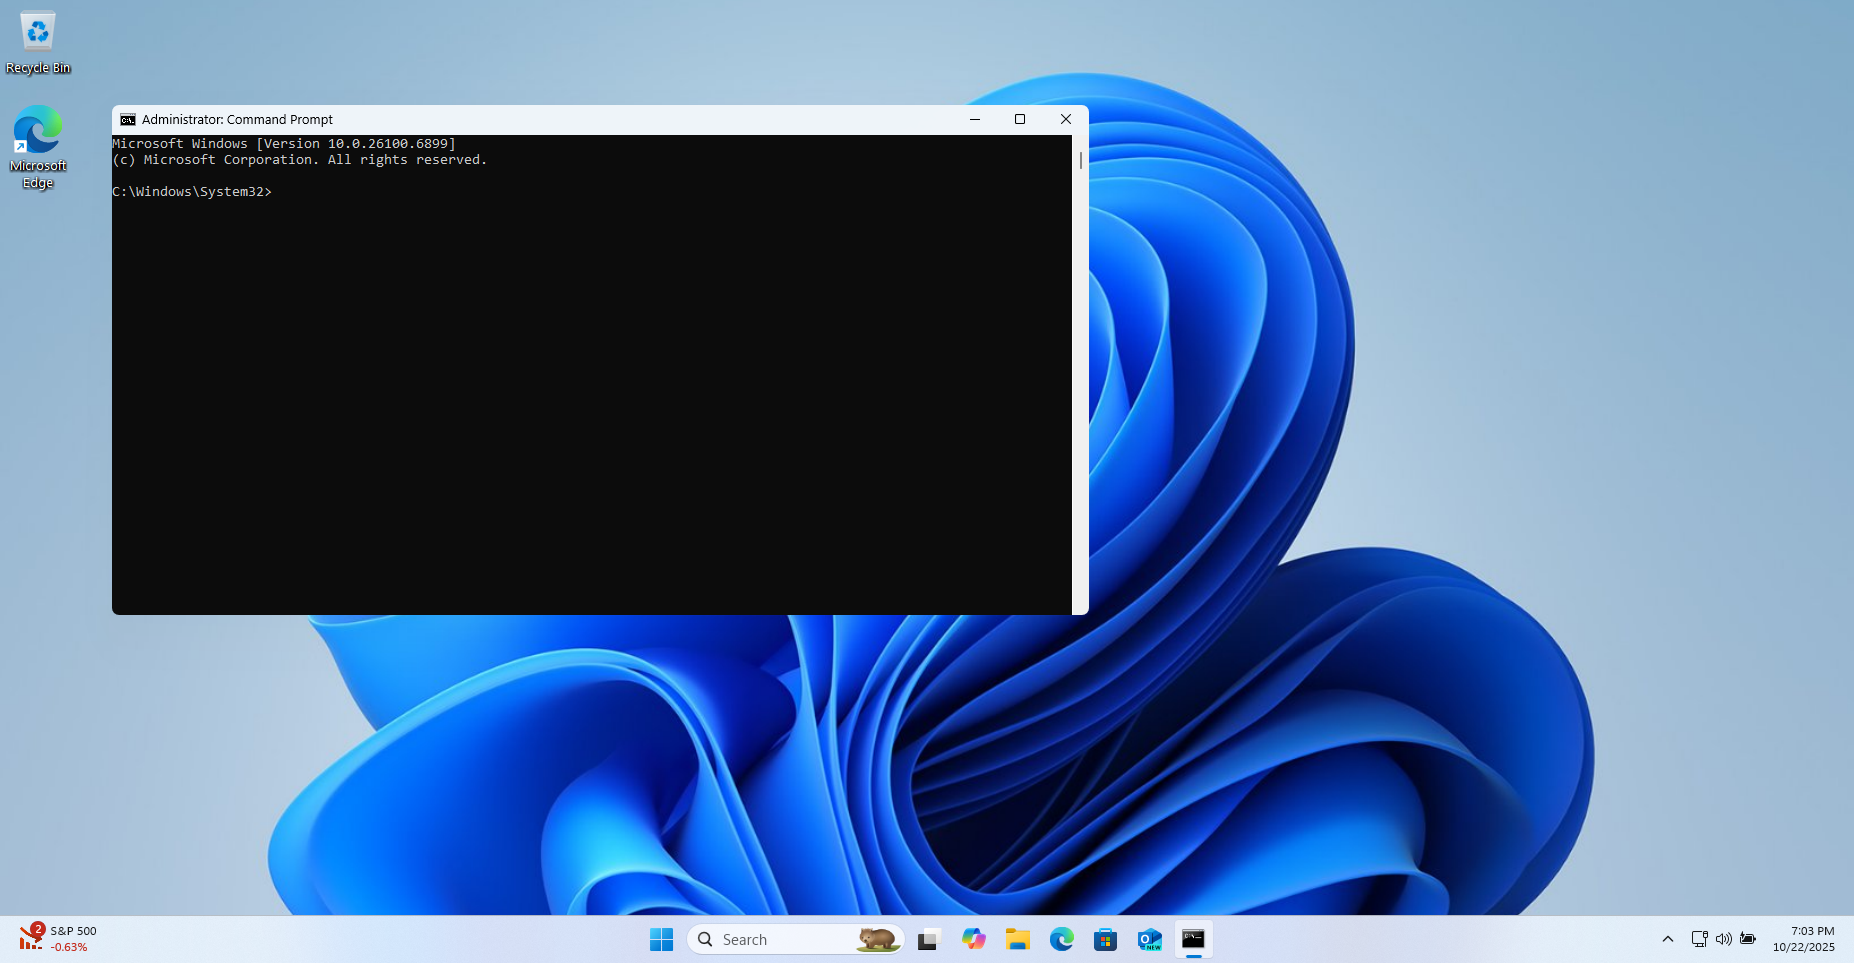 Recycle Bin
Microsoft
Edge
Administrator: Command Prompt
Microsoft Windows [Version 10.0.26100.6899]
(c) Microsoft Corporation. All rights reserved.
C:\Windows\System32>
2
S&P 500
-0.63%
Search
NEW
7:03 PM
10/22/2025